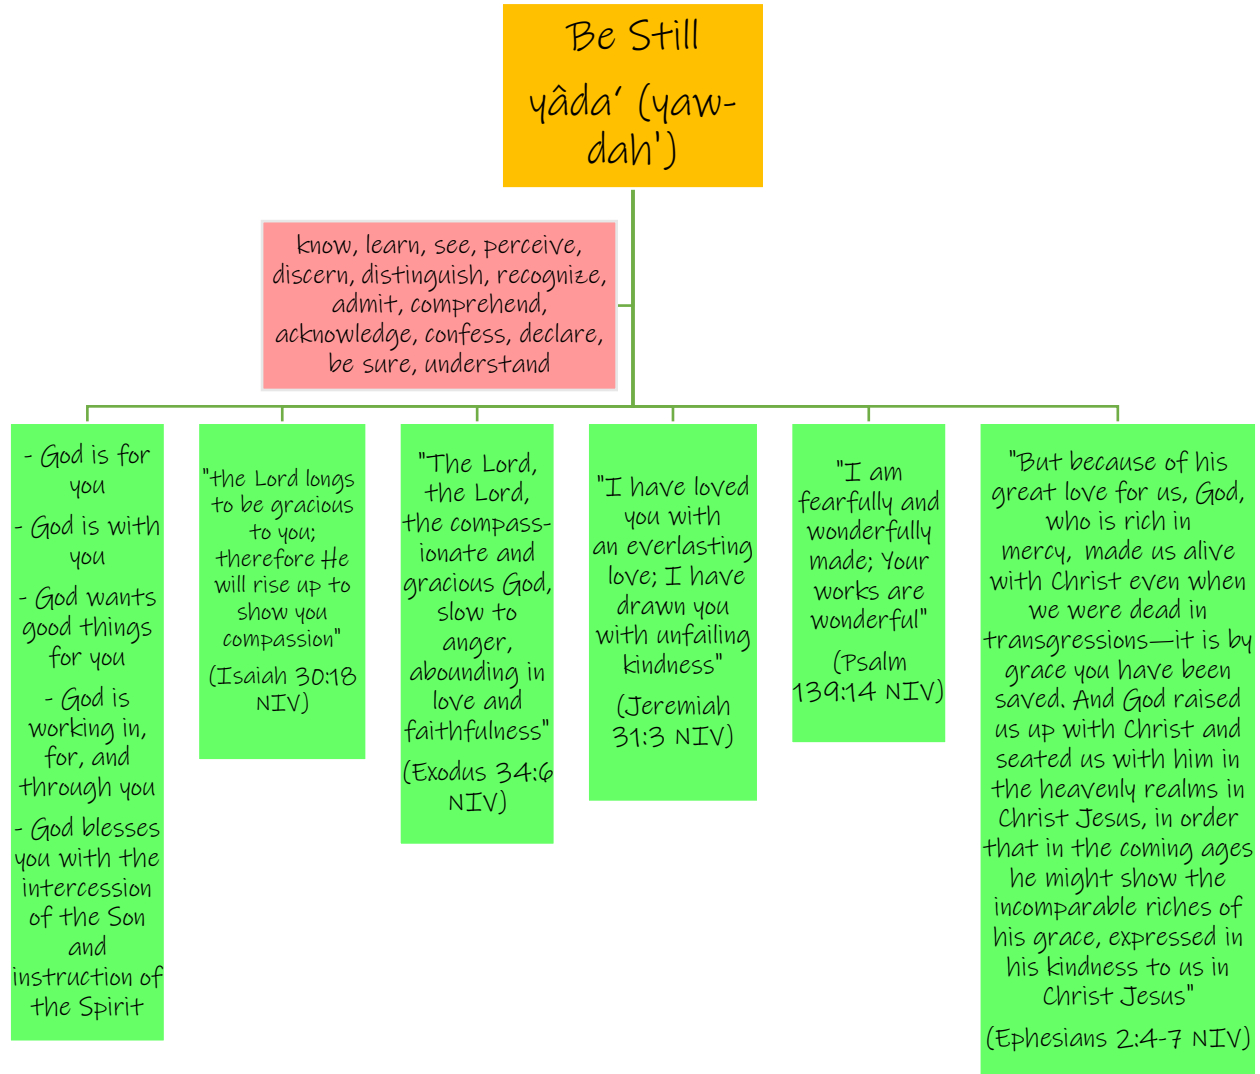 Be Still
yâda‘ (yaw-
dah')
know, learn, see, perceive,
discern, distinguish, recognize,
admit, comprehend,
acknowledge, confess, declare,
be sure, understand
- God is for
you
- God is with
you
- God wants
good things
for you
- God is
working in,
for, and
through you
- God blesses
you with the
intercession
of the Son
and
instruction of
the Spirit
"the Lord longs
to be gracious
to you;
therefore He
will rise up to
show you
compassion"
(Isaiah 30:18
NIV)
"The Lord,
the Lord,
the compass-
ionate and
gracious God,
slow to
anger,
abounding in
love and
faithfulness"
(Exodus 34:6
NIV)
"I have loved
you with
an everlasting
love; I have
drawn you
with unfailing
kindness"
(Jeremiah
31:3 NIV)
"I am
fearfully and
wonderfully
made; Your
works are
wonderful"
(Psalm
139:14 NIV)
"But because of his
great love for us, God,
who is rich in
mercy, made us alive
with Christ even when
we were dead in
transgressions—it is by
grace you have been
saved. And God raised
us up with Christ and
seated us with him in
the heavenly realms in
Christ Jesus, in order
that in the coming ages
he might show the
incomparable riches of
his grace, expressed in
his kindness to us in
Christ Jesus"
(Ephesians 2:4-7 NIV)